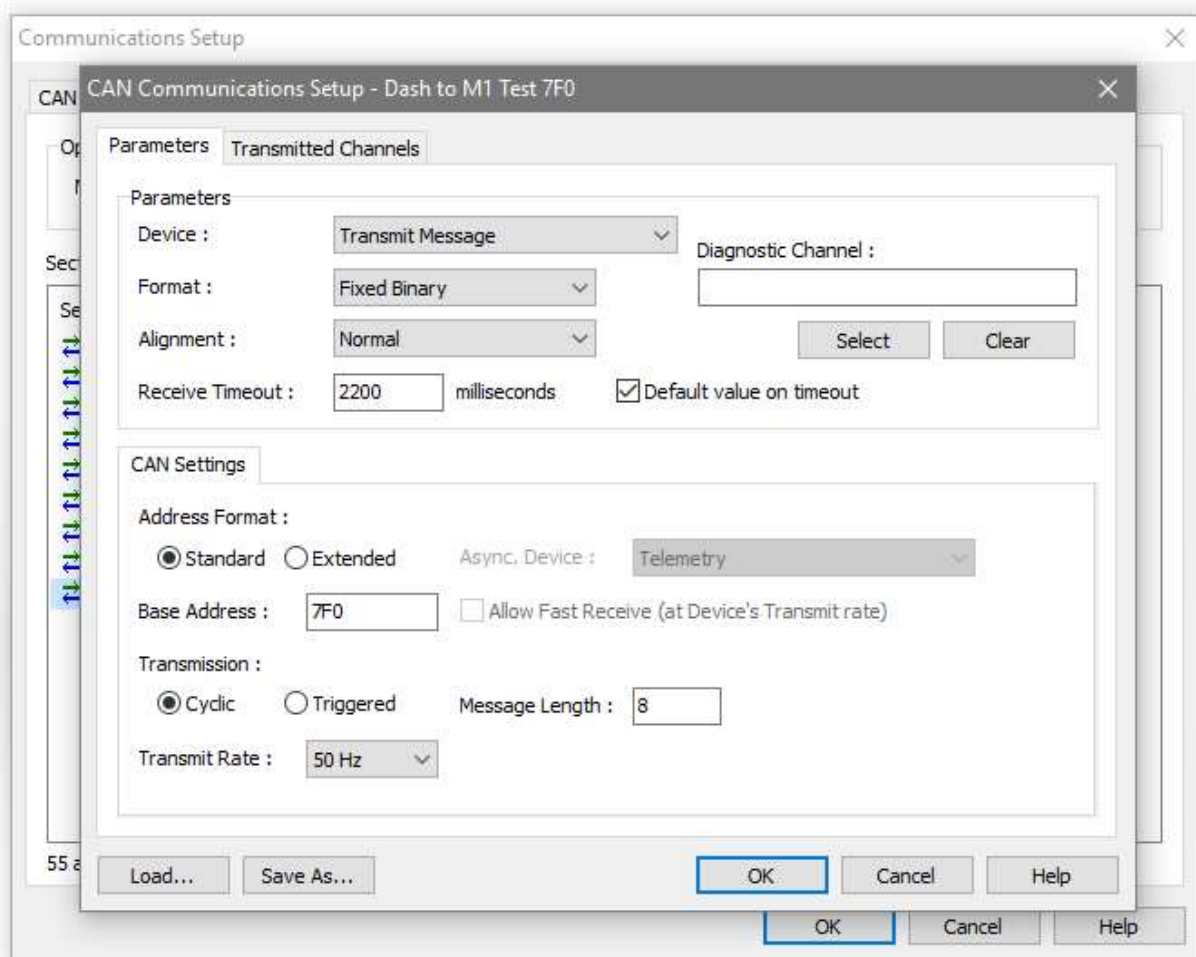 Communications Setup
CAN Communications Setup - Dash to M1 Test 7F0
CAN
Parameters Transmitted Channels
Parameters
Device : Transmit Message
Diagnostic Channel :
Format : Fixed Binary
Alignment : Normal
Select Clear
Receive Timeout : 2200 milliseconds Default value on timeout
CAN Settings
Address Format :
Standard Extended Async. Device : Telemetry
Base Address : 7F0 Allow Fast Receive (at Device's Transmit rate)
Transmission :
Cyclic Triggered Message Length : 8
Transmit Rate : 50 Hz
55
Load... Save As... OK Cancel Help
OK Cancel Help